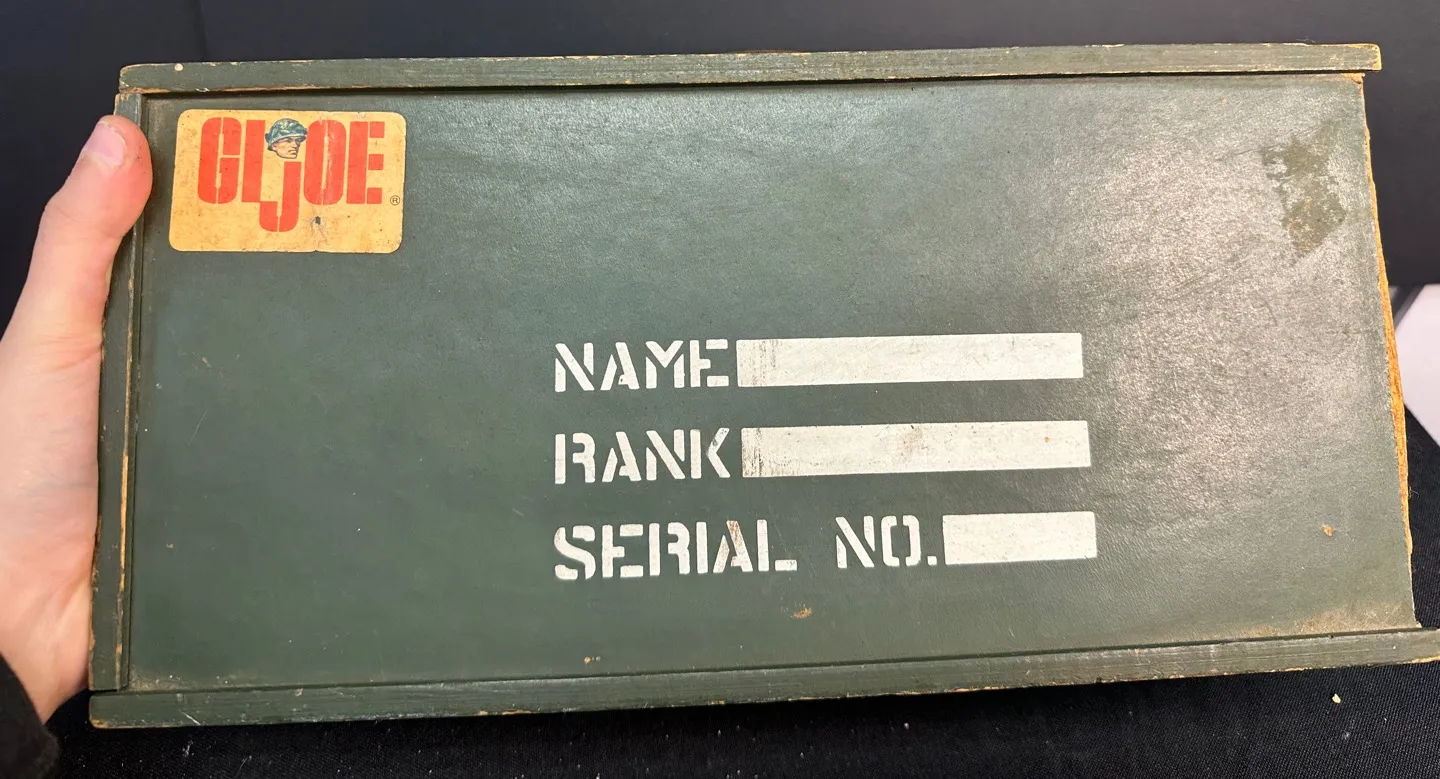 GI JOE®
NAME
RANK
SERIAL NO.